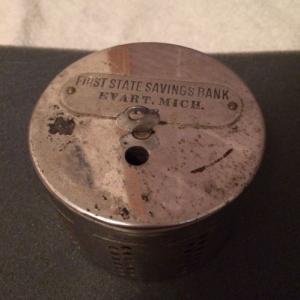 FIRST STATE SAVINGS BANK
EVART. MICH.